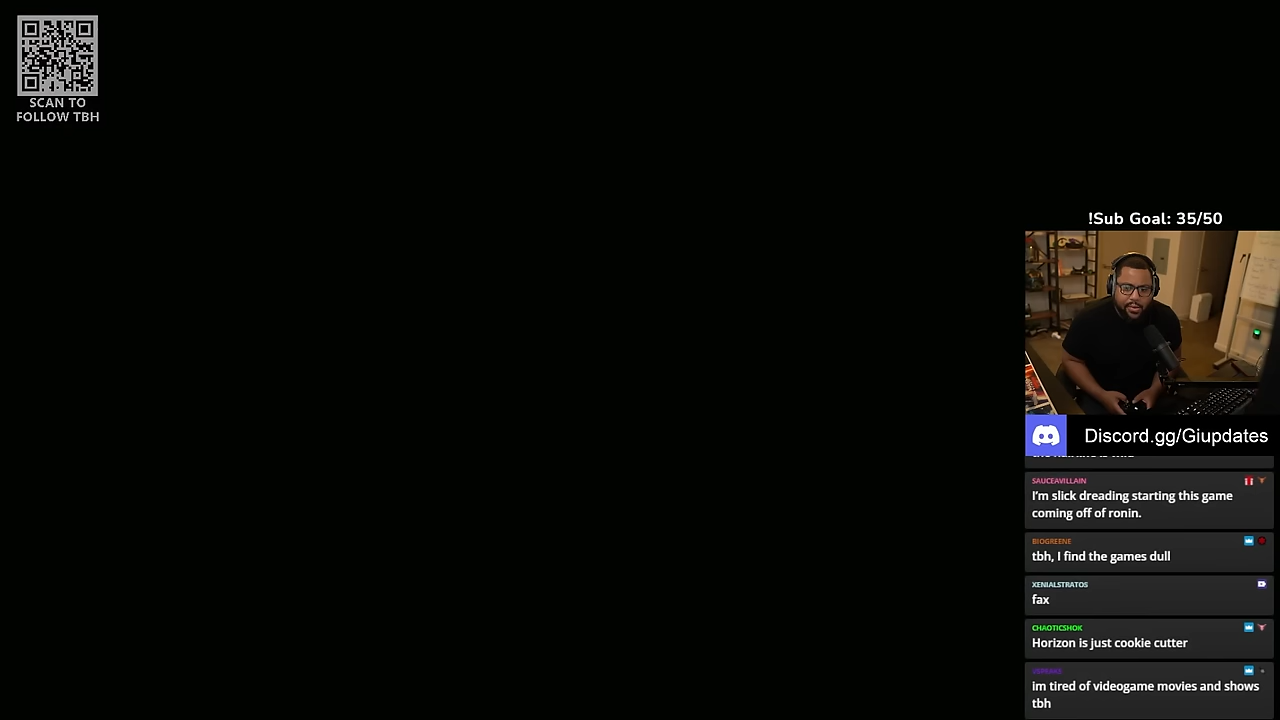 SCAN TO
FOLLOW TBH
!Sub Goal: 35/50
Discord.gg/Giupdates
SAUCEAVILLAIN
I'm slick dreading starting this game
coming off of ronin.
BIOGREENE
tbh, I find the games dull
XENIALSTRATOS
fax
CHAOTICSHOK
Horizon is just cookie cutter
im tired of videogame movies and shows
tbh